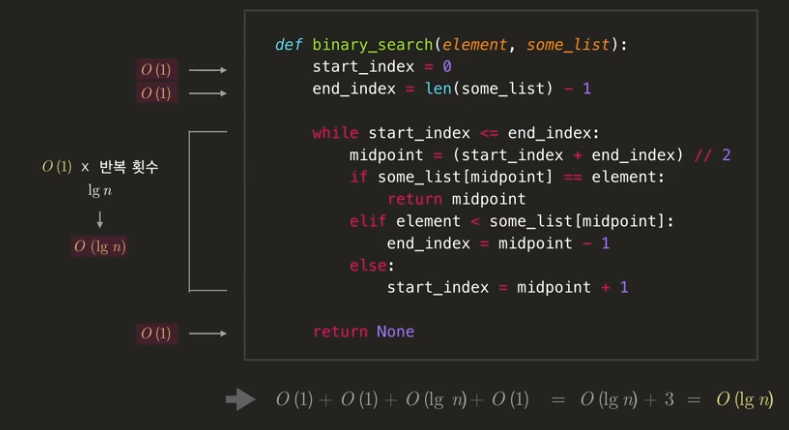 def binary_search(element, some_list):
O(1) start_index = 0
O(1) end_index = len(some_list) - 1
while start_index <= end_index:
midpoint = (start_index + end_index) // 2
if some_list[midpoint] == element:
return midpoint
elif element < some_list[midpoint]:
end_index = midpoint - 1
else:
start_index = midpoint + 1
O(1) x 반복 횟수
lg n
O(lg n)
O(1) return None
O(1) + O(1) + O(lg n) + O(1) = O(lg n) + 3 = O(lg n)